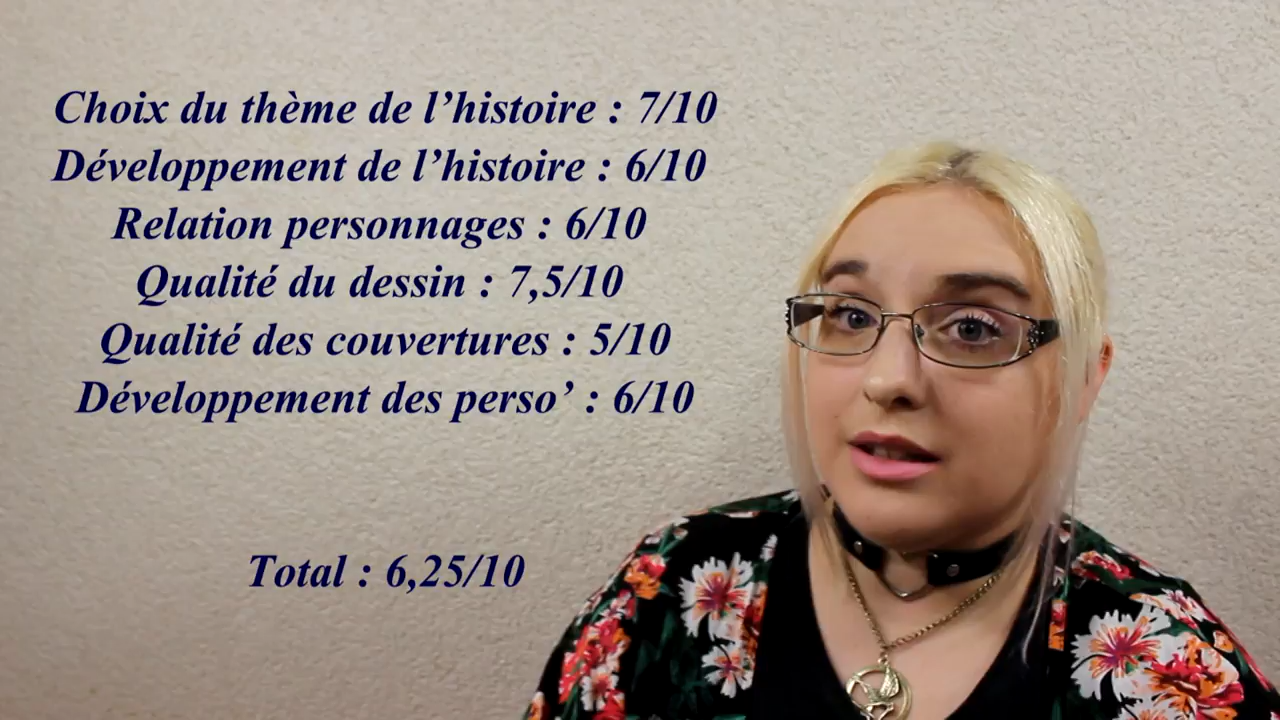 Choix du thème de l’histoire : 7/10
Développement de l’histoire : 6/10
Relation personnages : 6/10
Qualité du dessin : 7,5/10
Qualité des couvertures : 5/10
Développement des perso’ : 6/10
Total : 6,25/10